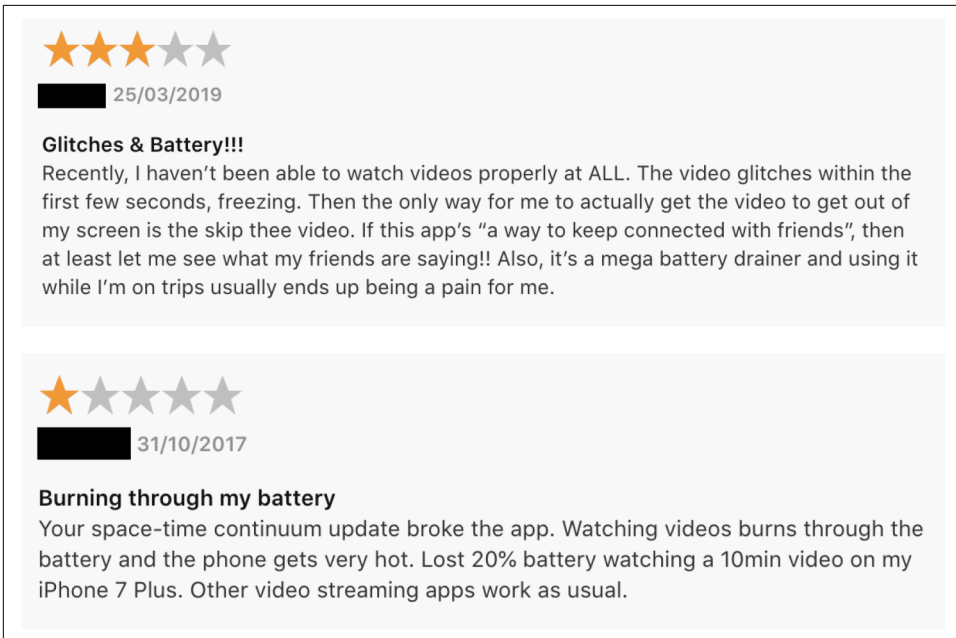 25/03/2019
Glitches & Battery!!!
Recently, I haven’t been able to watch videos properly at ALL. The video glitches within the
first few seconds, freezing. Then the only way for me to actually get the video to get out of
my screen is the skip thee video. If this app’s “a way to keep connected with friends”, then
at least let me see what my friends are saying!! Also, it’s a mega battery drainer and using it
while I’m on trips usually ends up being a pain for me.
31/10/2017
Burning through my battery
Your space-time continuum update broke the app. Watching videos burns through the
battery and the phone gets very hot. Lost 20% battery watching a 10min video on my
iPhone 7 Plus. Other video streaming apps work as usual.